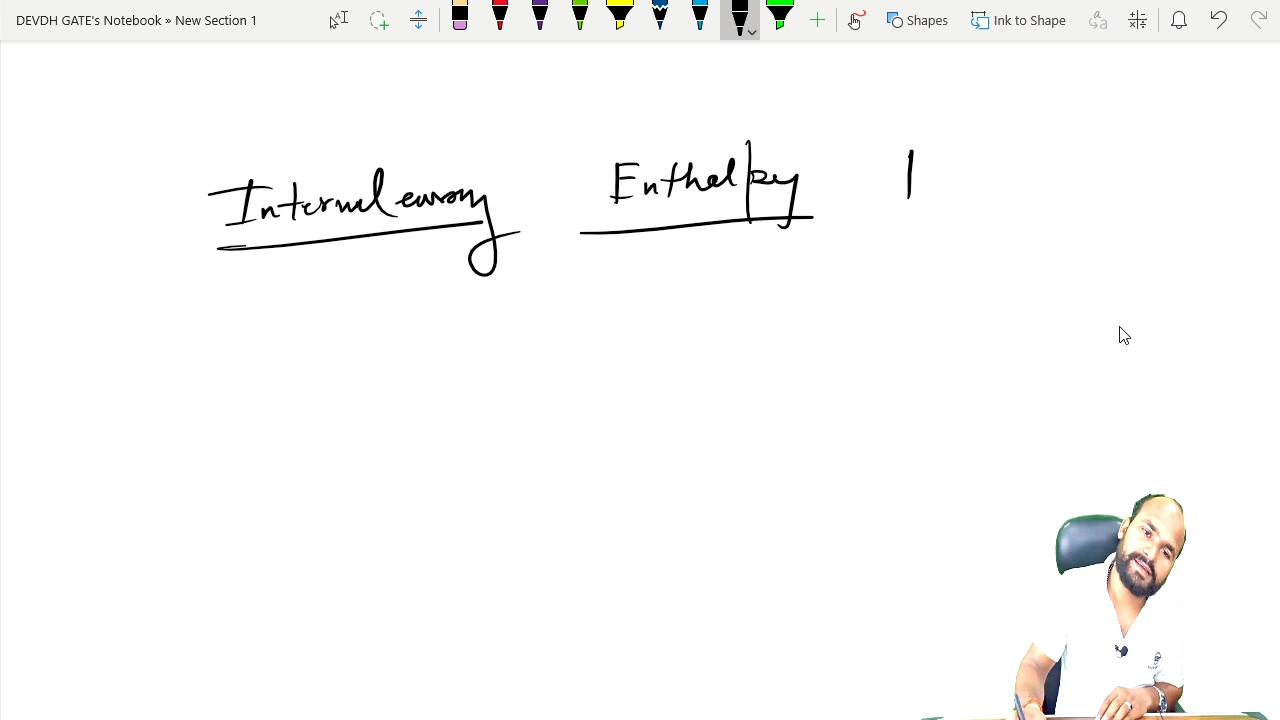 DEVDH GATE's Notebook » New Section 1
Shapes
Ink to Shape
Internal energy Enthalpy